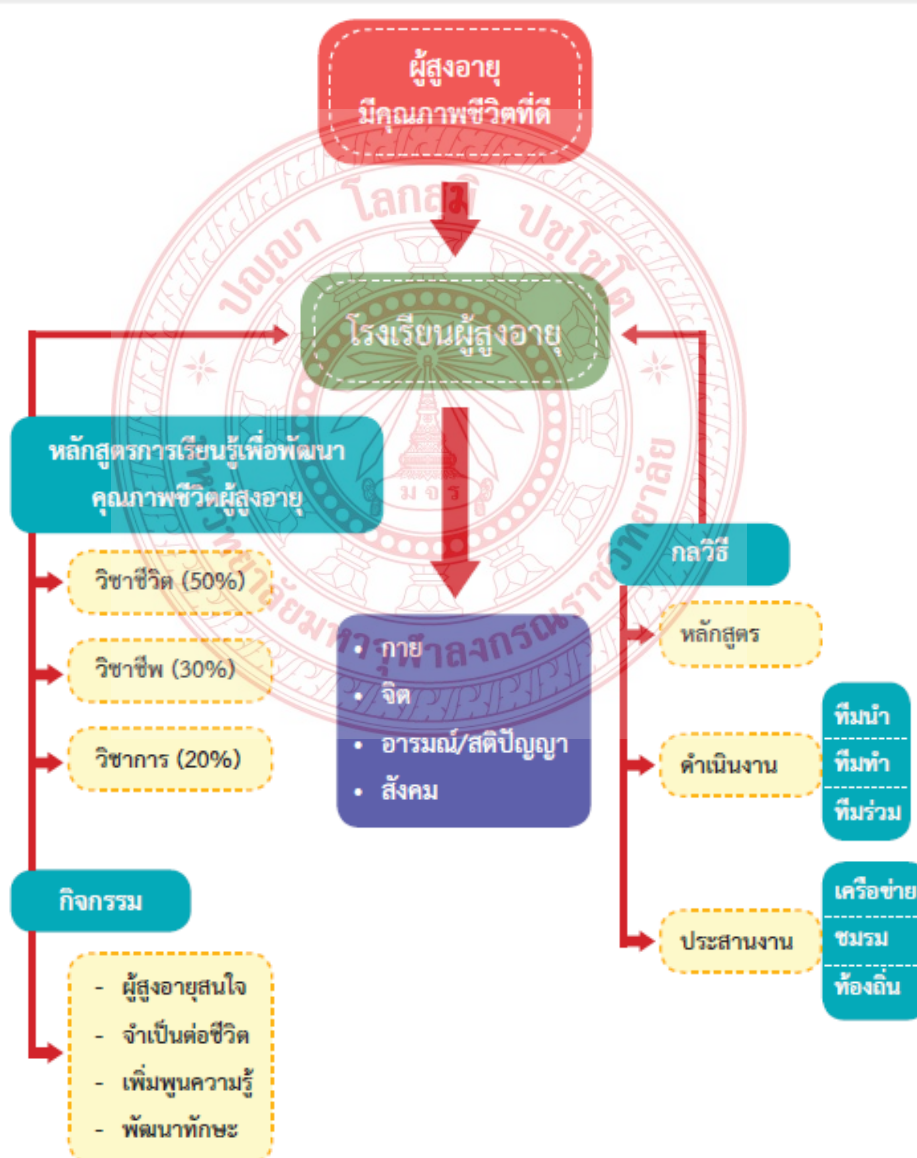 ผู้สูงอายุ
มีคุณภาพชีวิตที่ดี
ปญฺญา โลกสฺมิ ปชฺโชโต
โรงเรียนผู้สูงอายุ
หลักสูตรการเรียนรู้เพื่อพัฒนา
คุณภาพชีวิตผู้สูงอายุ
วิชาชีวิต (50%)
วิชาชีพ (30%)
วิชาการ (20%)
กิจกรรม
- ผู้สูงอายุสนใจ
- จำเป็นต่อชีวิต
- เพิ่มพูนความรู้
- พัฒนาทักษะ
ม จ ร
• กาย
• จิต
• อารมณ์/สติปัญญา
• สังคม
มหาวิทยาลัยมหาจุฬาลงกรณราชวิทยาลัย
กลวิธี
หลักสูตร
ดำเนินงาน
ทีมนำ
ทีมทำ
ทีมร่วม
ประสานงาน
เครือข่าย
ชมรม
ท้องถิ่น